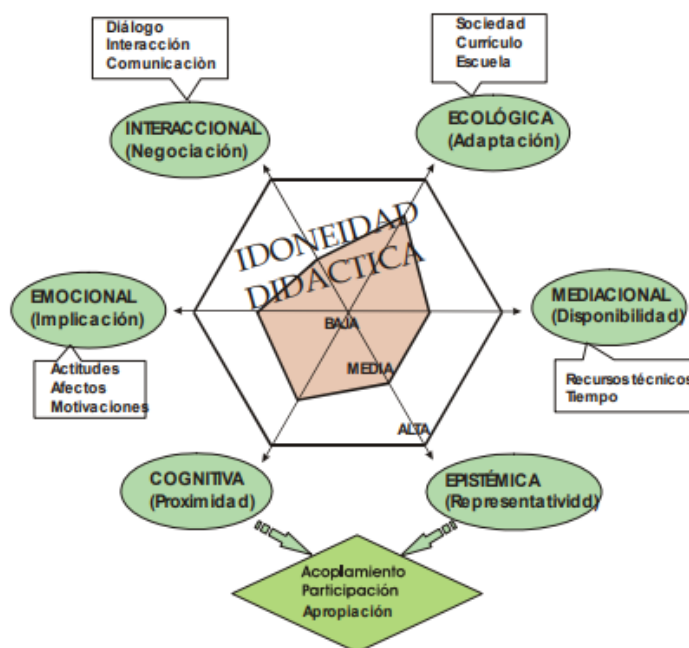 Diálogo
Interacción
Comunicaciòn
Sociedad
Currículo
Escuela
INTERACCIONAL
(Negociación)
ECOLÓGICA
(Adaptación)
IDONEIDAD
DIDÁCTICA
EMOCIONAL
(Implicación)
BAJA
MEDIACIONAL
(Disponibilidad)
Actitudes
Afectos
Motivaciones
MEDIA
Recursos técnicos
Tiempo
ALTA
COGNITIVA
(Proximidad)
EPISTÉMICA
(Representatividd)
Acoplamiento
Participación
Apropiación